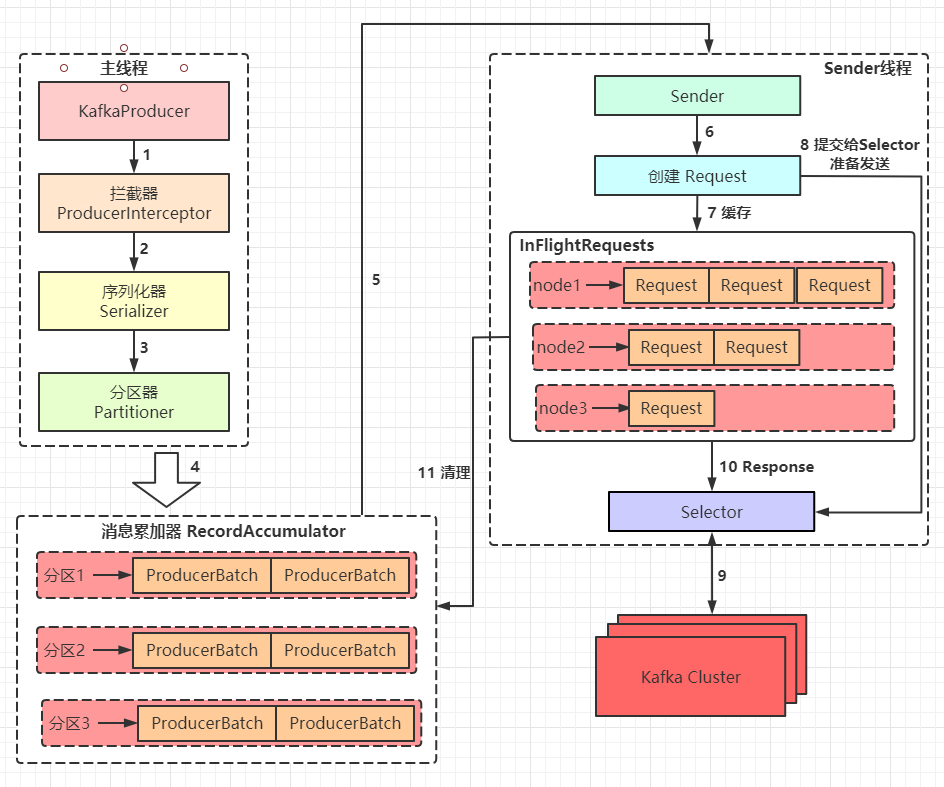 主线程
KafkaProducer
1
拦截器
ProducerInterceptor
2
序列化器
Serializer
3
分区器
Partitioner
4
消息累加器 RecordAccumulator
分区1
ProducerBatch
ProducerBatch
分区2
ProducerBatch
ProducerBatch
分区3
ProducerBatch
ProducerBatch
5
Sender线程
Sender
6
创建 Request
8 提交给Selector
准备发送
7 缓存
InFlightRequests
node1
Request
Request
Request
node2
Request
Request
node3
Request
11 清理
10 Response
Selector
9
Kafka Cluster